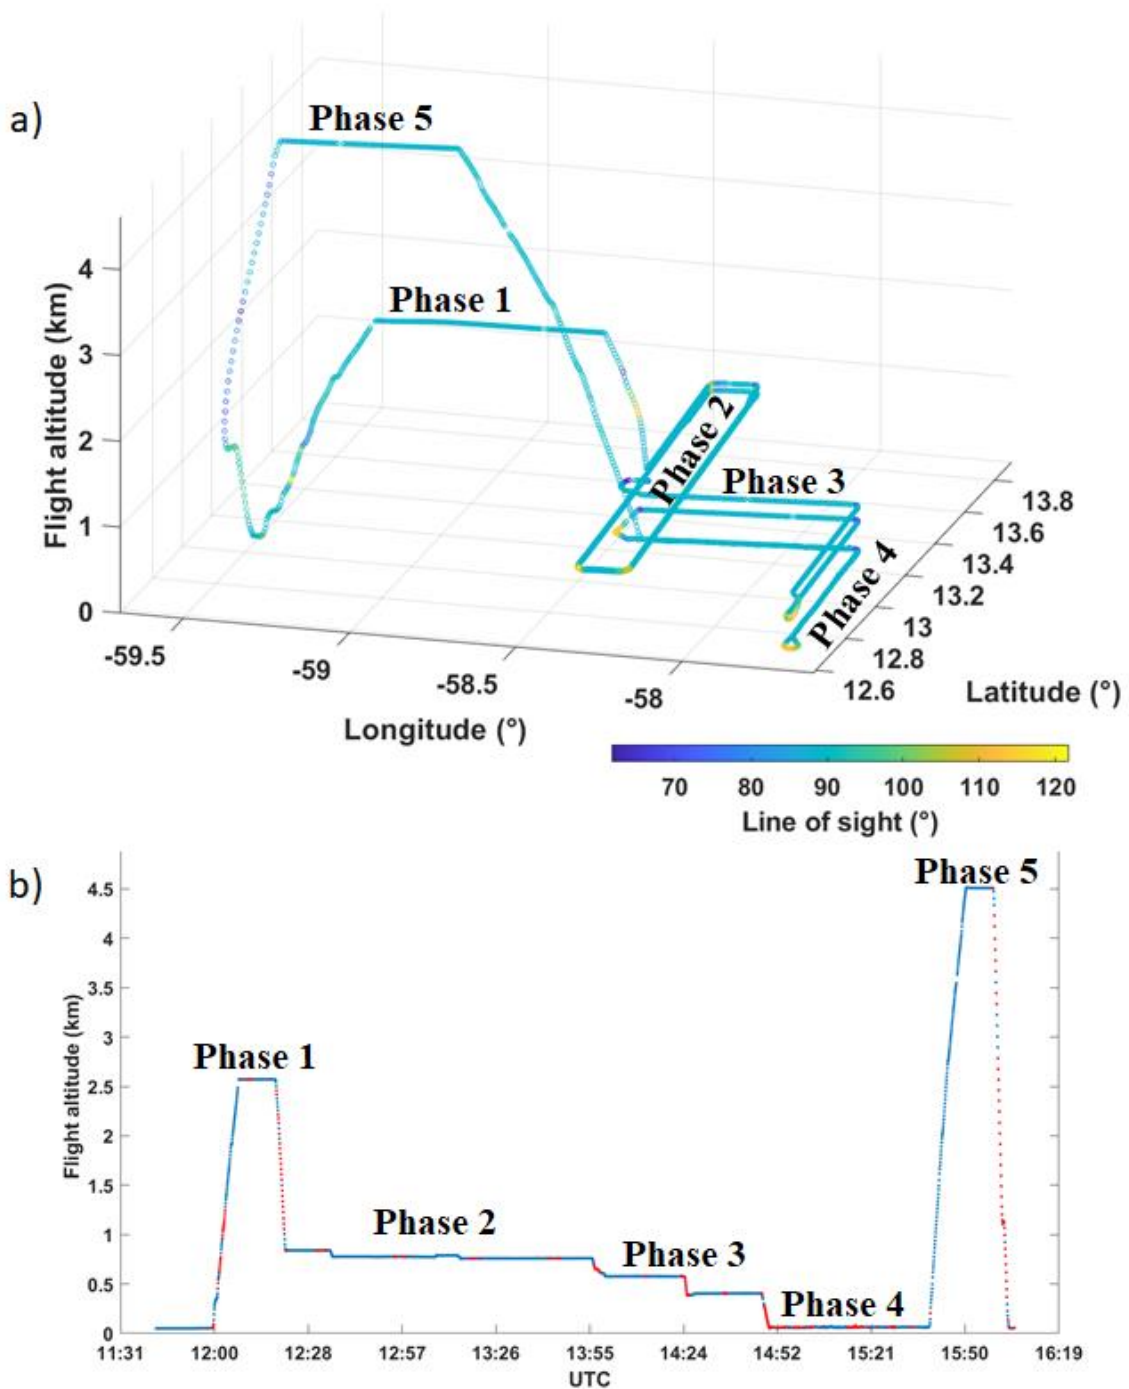 a)
Phase 5
Phase 1
Phase 2
Phase 3
Phase 4
Flight altitude (km)
4
3
2
1
0
-59.5
-59
-58.5
-58
Longitude (°)
13.8
13.6
13.4
13.2
13
12.8
12.6
Latitude (°)
70 80 90 100 110 120
Line of sight (°)
b)
Phase 5
Phase 1
Phase 2
Phase 3
Phase 4
Flight altitude (km)
4.5
4
3.5
3
2.5
2
1.5
1
0.5
0
11:31 12:00 12:28 12:57 13:26 13:55 14:24 14:52 15:21 15:50 16:19
UTC